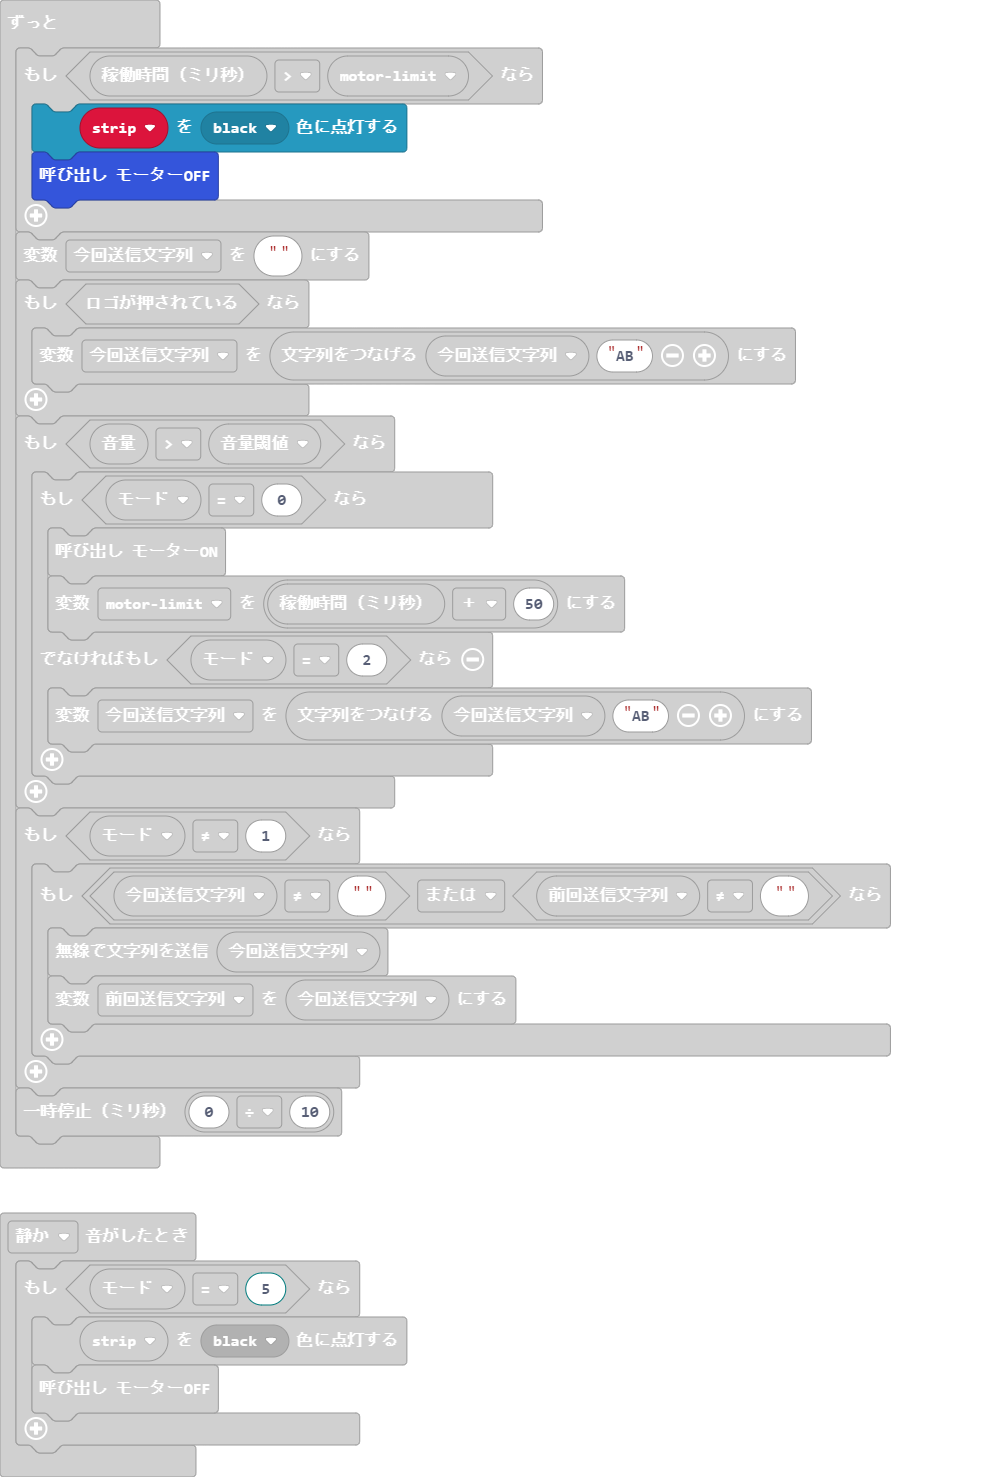 ずっと
もし 稼働時間（ミリ秒） > motor-limit なら
strip を black 色に点灯する
呼び出し モーターOFF
変数 今回送信文字列 を " " にする
もし ロゴが押されている なら
変数 今回送信文字列 を 文字列をつなげる 今回送信文字列 "AB" にする
もし 音量 > 音量閾値 なら
もし モード = 0 なら
呼び出し モーターON
変数 motor-limit を 稼働時間（ミリ秒） + 50 にする
でなければもし モード = 2 なら
変数 今回送信文字列 を 文字列をつなげる 今回送信文字列 "AB" にする
もし モード ≠ 1 なら
もし 今回送信文字列 ≠ " " または 前回送信文字列 ≠ " " なら
無線で文字列を送信 今回送信文字列
変数 前回送信文字列 を 今回送信文字列 にする
一時停止（ミリ秒） 0 ÷ 10
静か 音がしたとき
もし モード = 5 なら
strip を black 色に点灯する
呼び出し モーターOFF